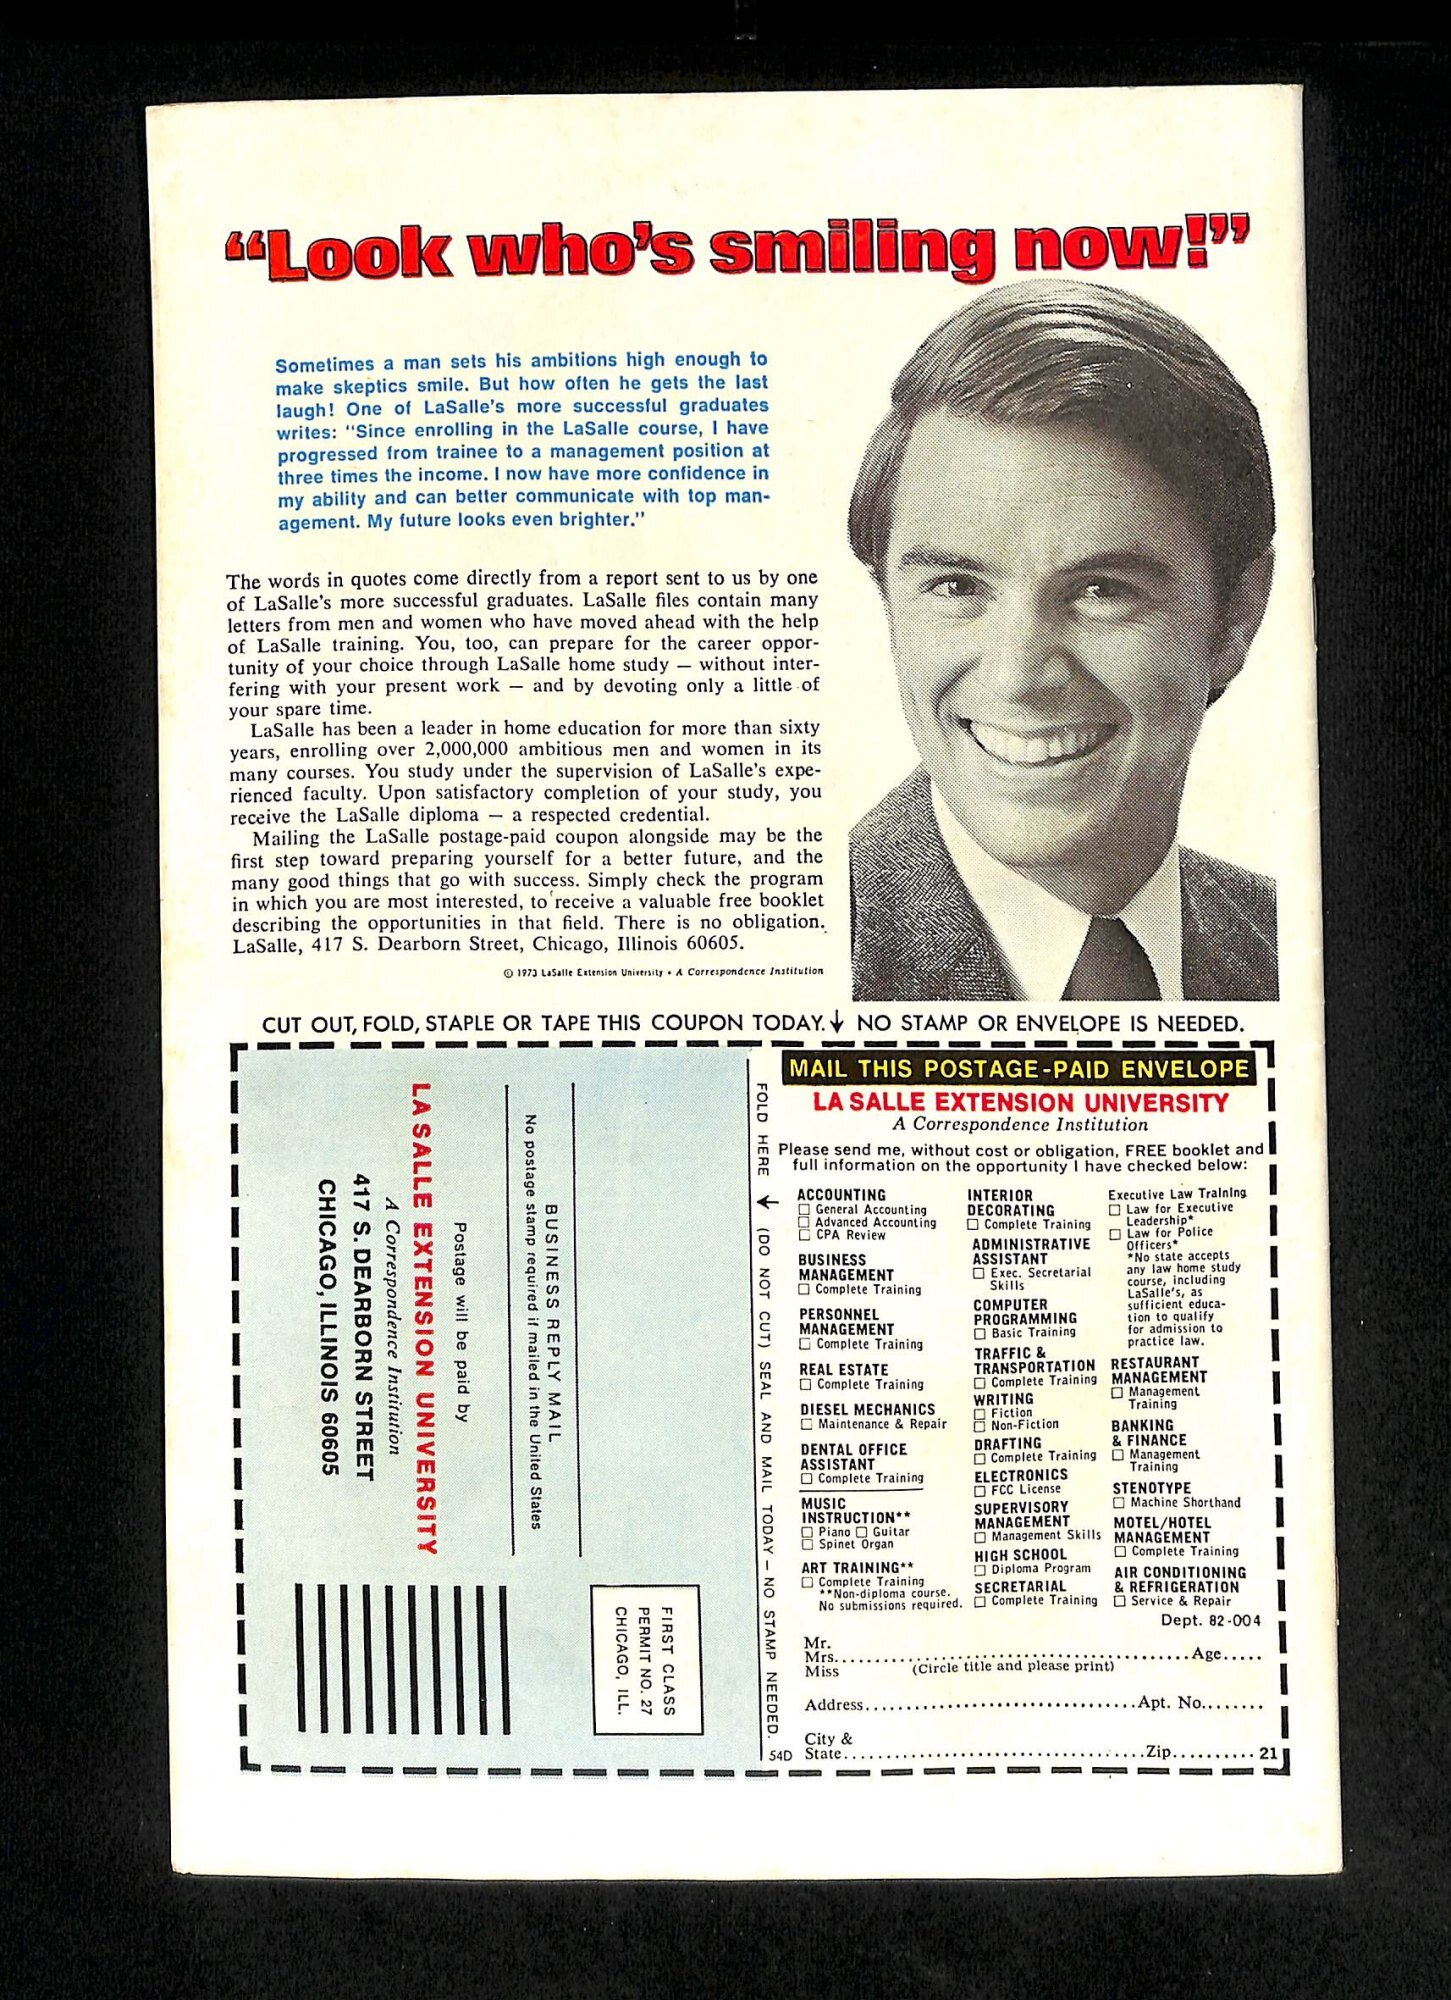 “Look who’s smiling now!”
Sometimes a man sets his ambitions high enough to
make skeptics smile. But how often he gets the last
laugh! One of LaSalle's more successful graduates
writes: "Since enrolling in the LaSalle course, I have
progressed from trainee to a management position at
three times the income. I now have more confidence in
my ability and can better communicate with top man-
agement. My future looks even brighter."
The words in quotes come directly from a report sent to us by one
of LaSalle's more successful graduates. LaSalle files contain many
letters from men and women who have moved ahead with the help
of LaSalle training. You, too, can prepare for the career oppor-
tunity of your choice through LaSalle home study — without inter-
fering with your present work — and by devoting only a little of
your spare time.
LaSalle has been a leader in home education for more than sixty
years, enrolling over 2,000,000 ambitious men and women in its
many courses. You study under the supervision of LaSalle's expe-
rienced faculty. Upon satisfactory completion of your study, you
receive the LaSalle diploma — a respected credential.
Mailing the LaSalle postage-paid coupon alongside may be the
first step toward preparing yourself for a better future, and the
many good things that go with success. Simply check the program
in which you are most interested, to receive a valuable free booklet
describing the opportunities in that field. There is no obligation.
LaSalle, 417 S. Dearborn Street, Chicago, Illinois 60605.
© 1973 LaSalle Extension University • A Correspondence Institution
CUT OUT, FOLD, STAPLE OR TAPE THIS COUPON TODAY. ↓ NO STAMP OR ENVELOPE IS NEEDED.
FIRST CLASS
PERMIT NO. 27
CHICAGO, ILL.
BUSINESS REPLY MAIL
No postage stamp required if mailed in the United States
Postage will be paid by
LA SALLE EXTENSION UNIVERSITY
A Correspondence Institution
417 S. DEARBORN STREET
CHICAGO, ILLINOIS 60605
FOLD HERE ← (DO NOT CUT) SEAL AND MAIL TODAY — NO STAMP NEEDED.
MAIL THIS POSTAGE-PAID ENVELOPE
LA SALLE EXTENSION UNIVERSITY
A Correspondence Institution
Please send me, without cost or obligation, FREE booklet and
full information on the opportunity I have checked below:
ACCOUNTING
☐ General Accounting
☐ Advanced Accounting
☐ CPA Review
BUSINESS
MANAGEMENT
☐ Complete Training
PERSONNEL
MANAGEMENT
☐ Complete Training
REAL ESTATE
☐ Complete Training
DIESEL MECHANICS
☐ Maintenance & Repair
DENTAL OFFICE
ASSISTANT
☐ Complete Training
MUSIC
INSTRUCTION**
☐ Piano ☐ Guitar
☐ Spinet Organ
ART TRAINING**
☐ Complete Training
**Non-diploma course.
No submissions required.
INTERIOR
DECORATING
☐ Complete Training
ADMINISTRATIVE
ASSISTANT
☐ Exec. Secretarial
Skills
COMPUTER
PROGRAMMING
☐ Basic Training
TRAFFIC &
TRANSPORTATION
☐ Complete Training
WRITING
☐ Fiction
☐ Non-Fiction
DRAFTING
☐ Complete Training
ELECTRONICS
☐ FCC License
SUPERVISORY
MANAGEMENT
☐ Management Skills
HIGH SCHOOL
☐ Diploma Program
SECRETARIAL
☐ Complete Training
Executive Law Training
☐ Law for Executive
Leadership*
☐ Law for Police
Officers*
*No state accepts
any law home study
course, including
LaSalle's, as
sufficient educa-
tion to qualify
for admission to
practice law.
RESTAURANT
MANAGEMENT
☐ Management
Training
BANKING
& FINANCE
☐ Management
Training
STENOTYPE
☐ Machine Shorthand
MOTEL/HOTEL
MANAGEMENT
☐ Complete Training
AIR CONDITIONING
& REFRIGERATION
☐ Service & Repair
Dept. 82-004
Mr.
Mrs. Age
Miss (Circle title and please print)
Address Apt. No.
City &
State Zip 21
54D